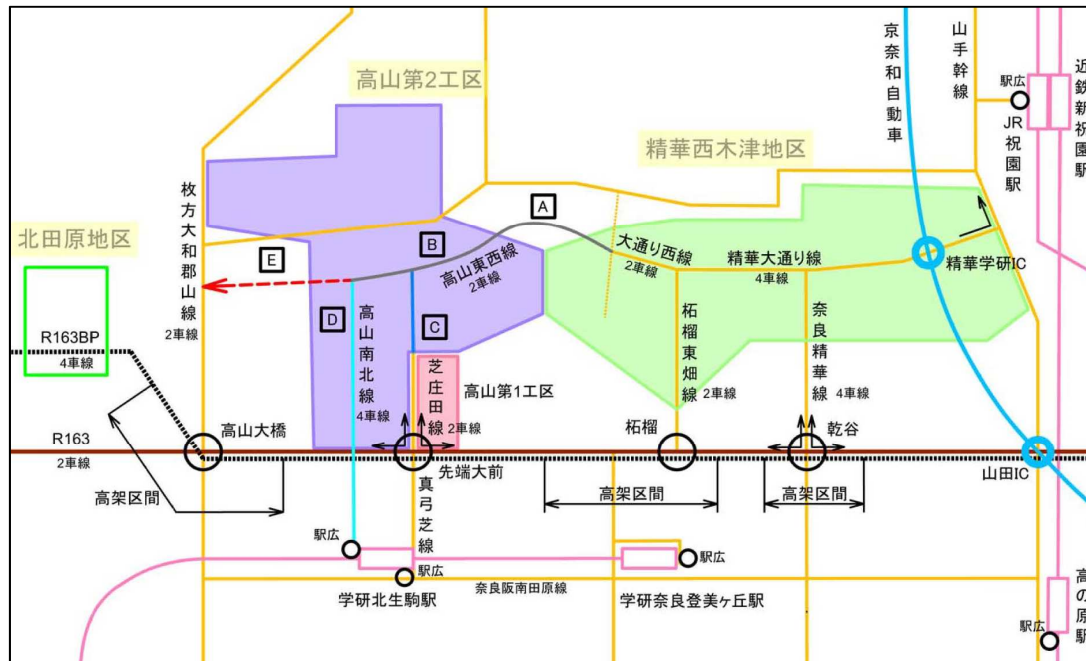 高山第2工区
京奈和自動車
山手幹線
駅広
JR祝園駅
近鉄新祝園駅
精華西木津地区
枚方大和郡山線
2車線
北田原地区
A
B
E
高山東西線
2車線
大通り西線
2車線
精華大通り線
4車線
精華学研IC
R163BP
4車線
D
高山南北線
4車線
C
芝庄田線
2車線
高山第1工区
柘榴東畑線
2車線
奈良精華線
4車線
R163
2車線
高山大橋
先端大前
柘榴
乾谷
山田IC
高架区間
高架区間
高架区間
真弓芝線
駅広
駅広
学研北生駒駅
奈良阪南田原線
駅広
学研奈良登美ヶ丘駅
高の原駅
駅広